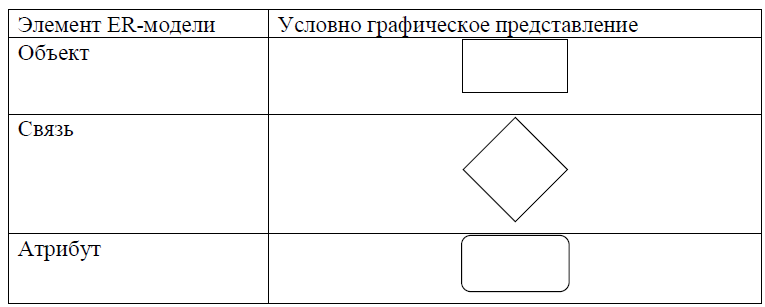 Элемент ER-модели
Условно графическое представление
Объект
Связь
Атрибут